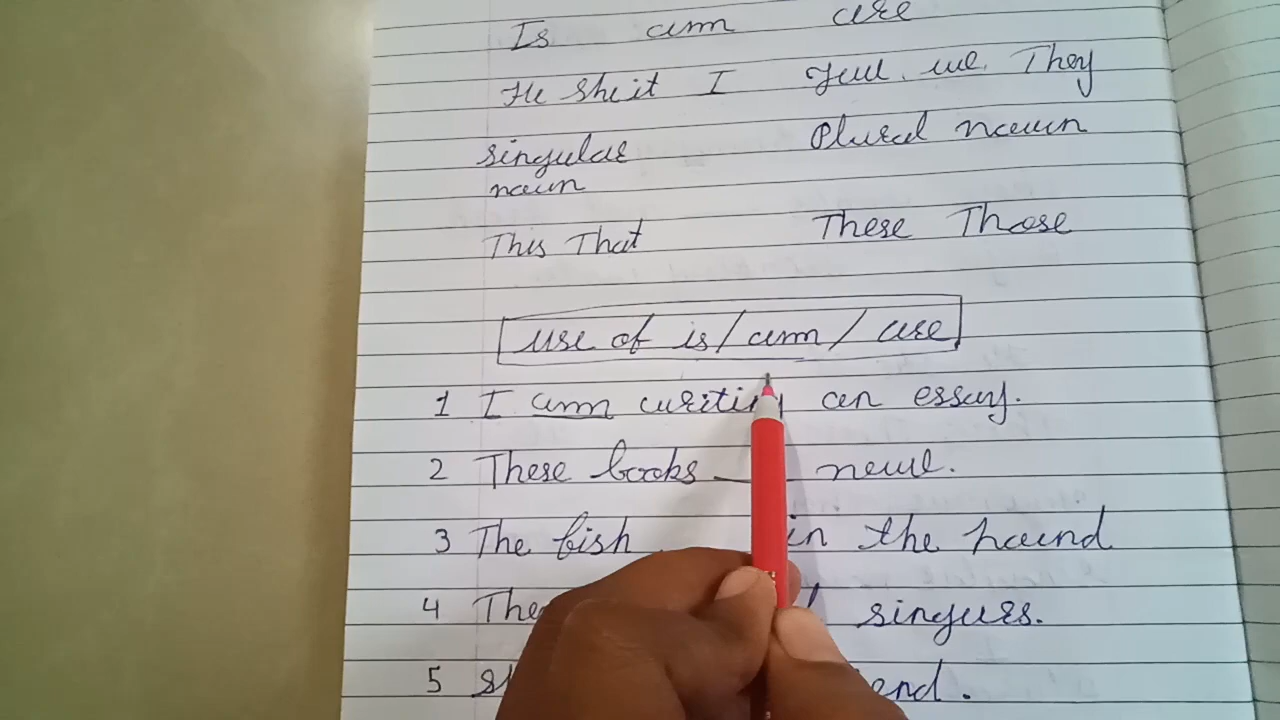 Is am are
He She it I You we They
singular Plural noun
noun
This That These Those
use of is/am/are
1 I am writing an essay.
2 These books new.
3 The fish in the pound
4 singers.
5